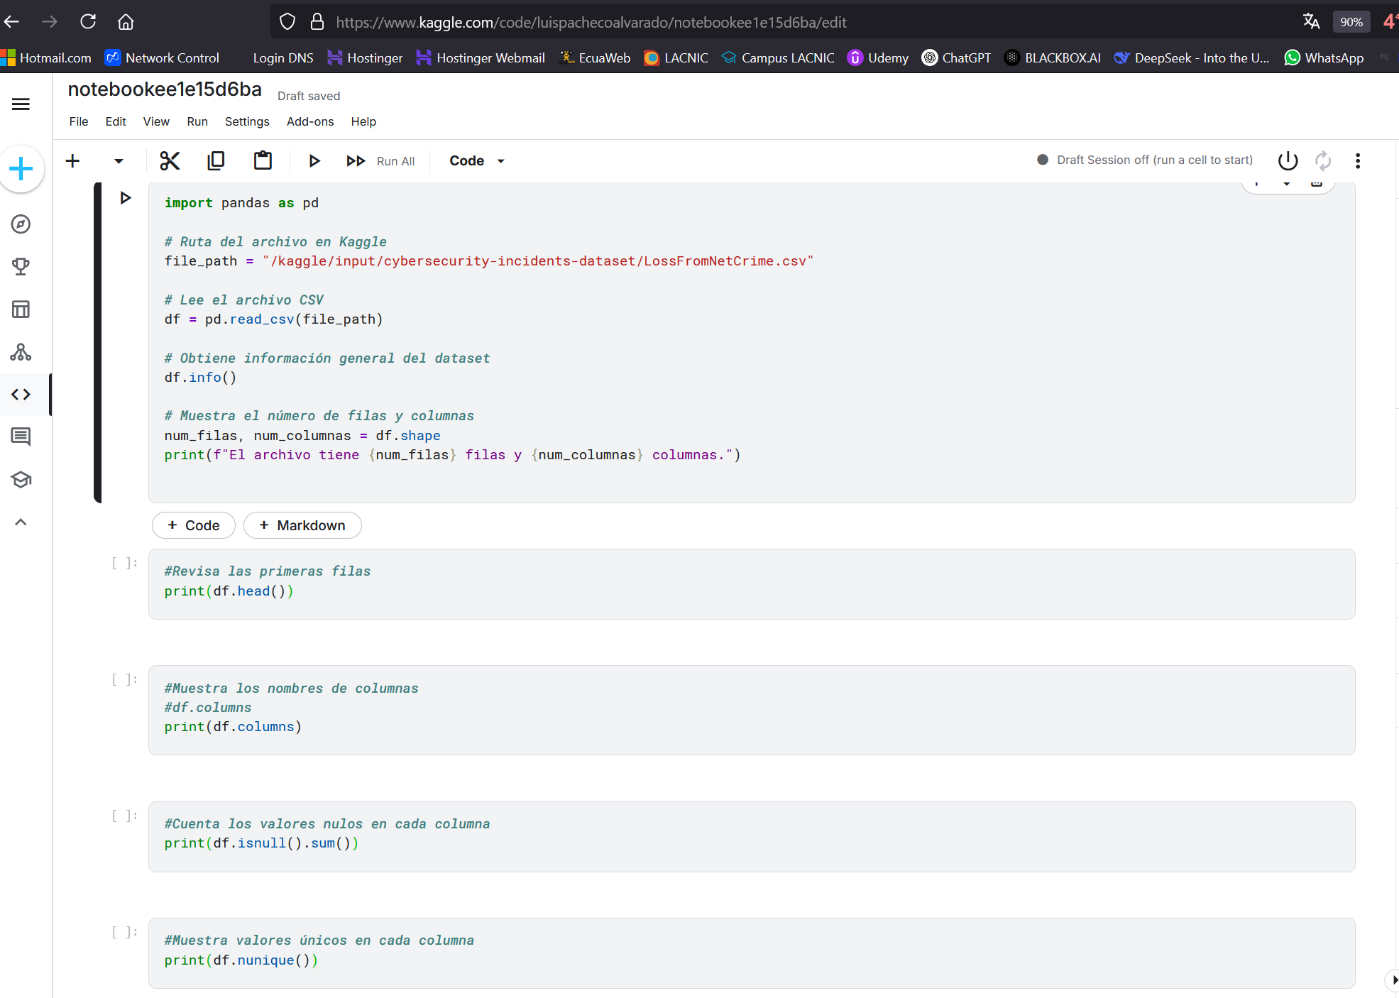 https://www.kaggle.com/code/luispachecoalvarado/notebookee1e15d6ba/edit
90%
Hotmail.com
Network Control
Login DNS
Hostinger
Hostinger Webmail
EcuaWeb
LACNIC
Campus LACNIC
Udemy
ChatGPT
BLACKBOX.AI
DeepSeek - Into the U...
WhatsApp
notebookee1e15d6ba
Draft saved
File Edit View Run Settings Add-ons Help
Run All
Code
Draft Session off (run a cell to start)
import pandas as pd
# Ruta del archivo en Kaggle
file_path = "/kaggle/input/cybersecurity-incidents-dataset/LossFromNetCrime.csv"
# Lee el archivo CSV
df = pd.read_csv(file_path)
# Obtiene información general del dataset
df.info()
# Muestra el número de filas y columnas
num_filas, num_columnas = df.shape
print(f"El archivo tiene {num_filas} filas y {num_columnas} columnas.")
+ Code
+ Markdown
[ ]:
#Revisa las primeras filas
print(df.head())
[ ]:
#Muestra los nombres de columnas
#df.columns
print(df.columns)
[ ]:
#Cuenta los valores nulos en cada columna
print(df.isnull().sum())
[ ]:
#Muestra valores únicos en cada columna
print(df.nunique())